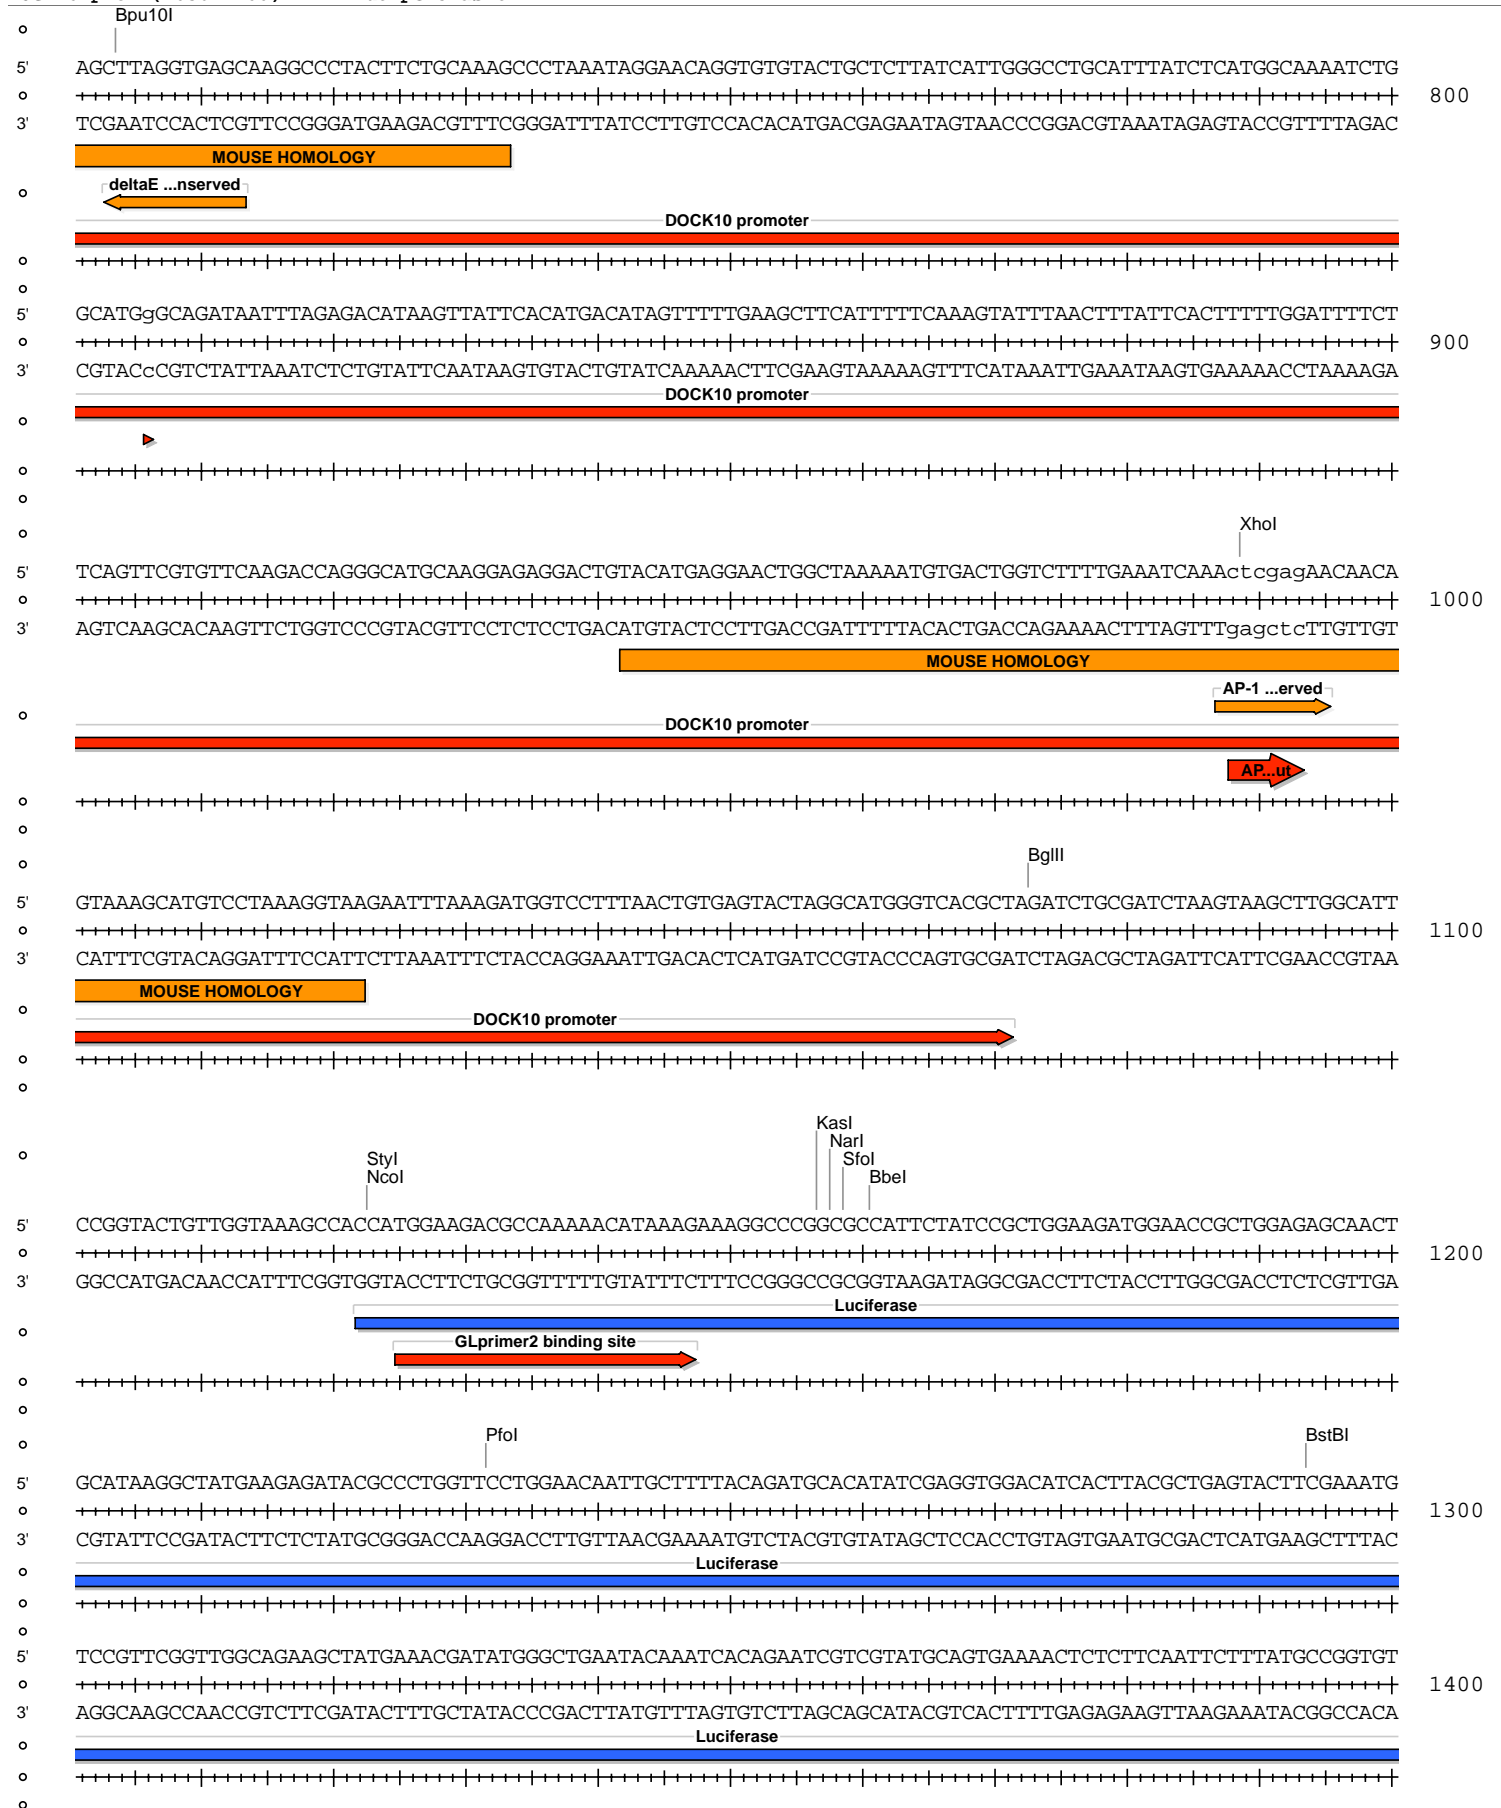 Bpu10I
5' AGCTTAGGTGAGCAAGGCCCTACTTCTGCAAAGCCCTAAATAGGAACAGGTGTGTACTGCTCTTATCATTGGGCCTGCATTTATCTCATGGCAAAATCTG
800
3' TCGAATCCACTCGTTCCGGGATGAAGACGTTTCGGGATTTATCCTTGTCCACACATGACGAGAATAGTAACCCGGACGTAAATAGAGTACCGTTTTAGAC
MOUSE HOMOLOGY
deltaE ...nserved
DOCK10 promoter
5' GCATGgGCAGATAATTTAGAGACATAAGTTATTCACATGACATAGTTTTTGAAGCTTCATTTTTCAAAGTATTTAACTTTATTCACTTTTTGGATTTTCT
900
3' CGTACcCGTCTATTAAATCTCTGTATTCAATAAGTGTACTGTATCAAAAACTTCGAAGTAAAAAGTTTCATAAATTGAAATAAGTGAAAAACCTAAAAGA
DOCK10 promoter
XhoI
5' TCAGTTCGTGTTCAAGACCAGGGCATGCAAGGAGAGGACTGTACATGAGGAACTGGCTAAAAATGTGACTGGTCTTTTGAAATCAAActcgagAACAACA
1000
3' AGTCAAGCACAAGTTCTGGTCCCGTACGTTCCTCTCCTGACATGTACTCCTTGACCGATTTTTACACTGACCAGAAAACTTTAGTTTgagctcTTGTTGT
MOUSE HOMOLOGY
AP-1 ...erved
DOCK10 promoter
AP...ut
BglII
5' GTAAAGCATGTCCTAAAGGTAAGAATTTAAAGATGGTCCTTTAACTGTGAGTACTAGGCATGGGTCACGCTAGATCTGCGATCTAAGTAAGCTTGGCATT
1100
3' CATTTCGTACAGGATTTCCATTCTTAAATTTCTACCAGGAAATTGACACTCATGATCCGTACCCAGTGCGATCTAGACGCTAGATTCATTCGAACCGTAA
MOUSE HOMOLOGY
DOCK10 promoter
KasI
NarI
StyI SfoI
NcoI BbeI
5' CCGGTACTGTTGGTAAAGCCACCATGGAAGACGCCAAAAACATAAAGAAAGGCCCGGCGCCATTCTATCCGCTGGAAGATGGAACCGCTGGAGAGCAACT
1200
3' GGCCATGACAACCATTTCGGTGGTACCTTCTGCGGTTTTTGTATTTCTTTCCGGGCCGCGGTAAGATAGGCGACCTTCTACCTTGGCGACCTCTCGTTGA
Luciferase
GLprimer2 binding site
PfoI BstBI
5' GCATAAGGCTATGAAGAGATACGCCCTGGTTCCTGGAACAATTGCTTTTACAGATGCACATATCGAGGTGGACATCACTTACGCTGAGTACTTCGAAATG
1300
3' CGTATTCCGATACTTCTCTATGCGGGACCAAGGACCTTGTTAACGAAAATGTCTACGTGTATAGCTCCACCTGTAGTGAATGCGACTCATGAAGCTTTAC
Luciferase
5' TCCGTTCGGTTGGCAGAAGCTATGAAACGATATGGGCTGAATACAAATCACAGAATCGTCGTATGCAGTGAAAACTCTCTTCAATTCTTTATGCCGGTGT
1400
3' AGGCAAGCCAACCGTCTTCGATACTTTGCTATACCCGACTTATGTTTAGTGTCTTAGCAGCATACGTCACTTTTGAGAGAAGTTAAGAAATACGGCCACA
Luciferase